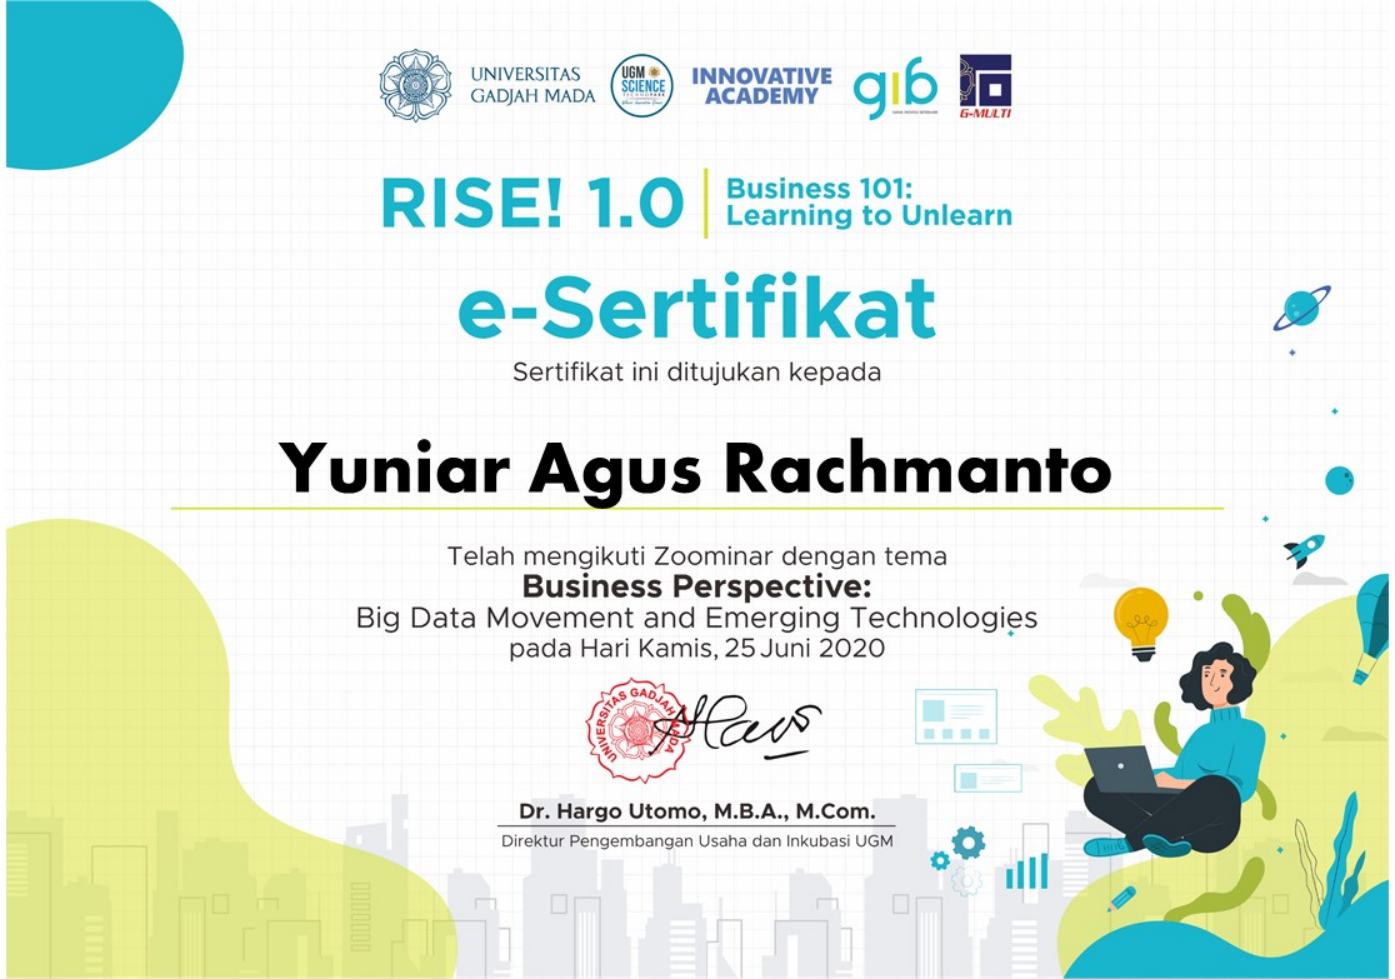 UNIVERSITAS
GADJAH MADA
UGM
SCIENCE
TECHNOPARK
INNOVATIVE
ACADEMY
gib
G-MULTI
RISE! 1.0
Business 101:
Learning to Unlearn
e-Sertifikat
Sertifikat ini ditujukan kepada
Yuniar Agus Rachmanto
Telah mengikuti Zoominar dengan tema
Business Perspective:
Big Data Movement and Emerging Technologies
pada Hari Kamis, 25 Juni 2020
UNIVERSITAS GADJAH MADA
Dr. Hargo Utomo, M.B.A., M.Com.
Direktur Pengembangan Usaha dan Inkubasi UGM